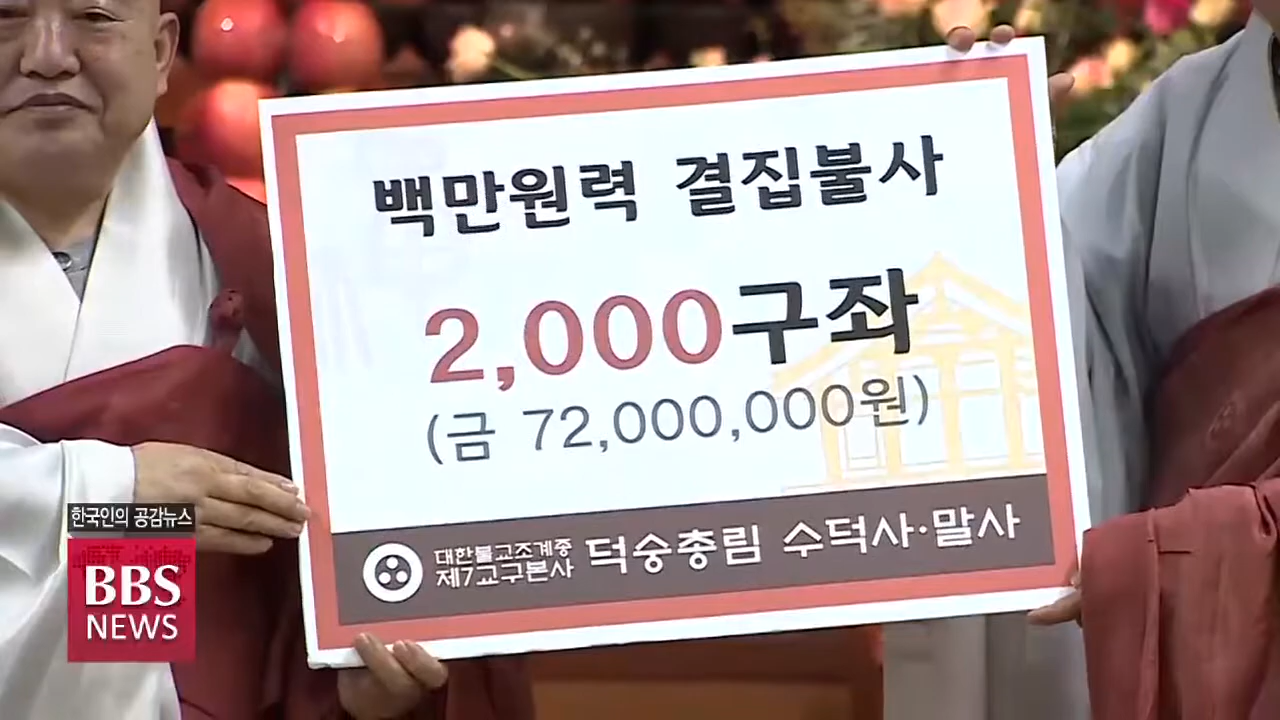 백만원력 결집불사
2,000구좌
(금 72,000,000원)
대한불교조계종
제7교구본사
덕숭총림 수덕사·말사
한국인의 공감뉴스
BBS
NEWS